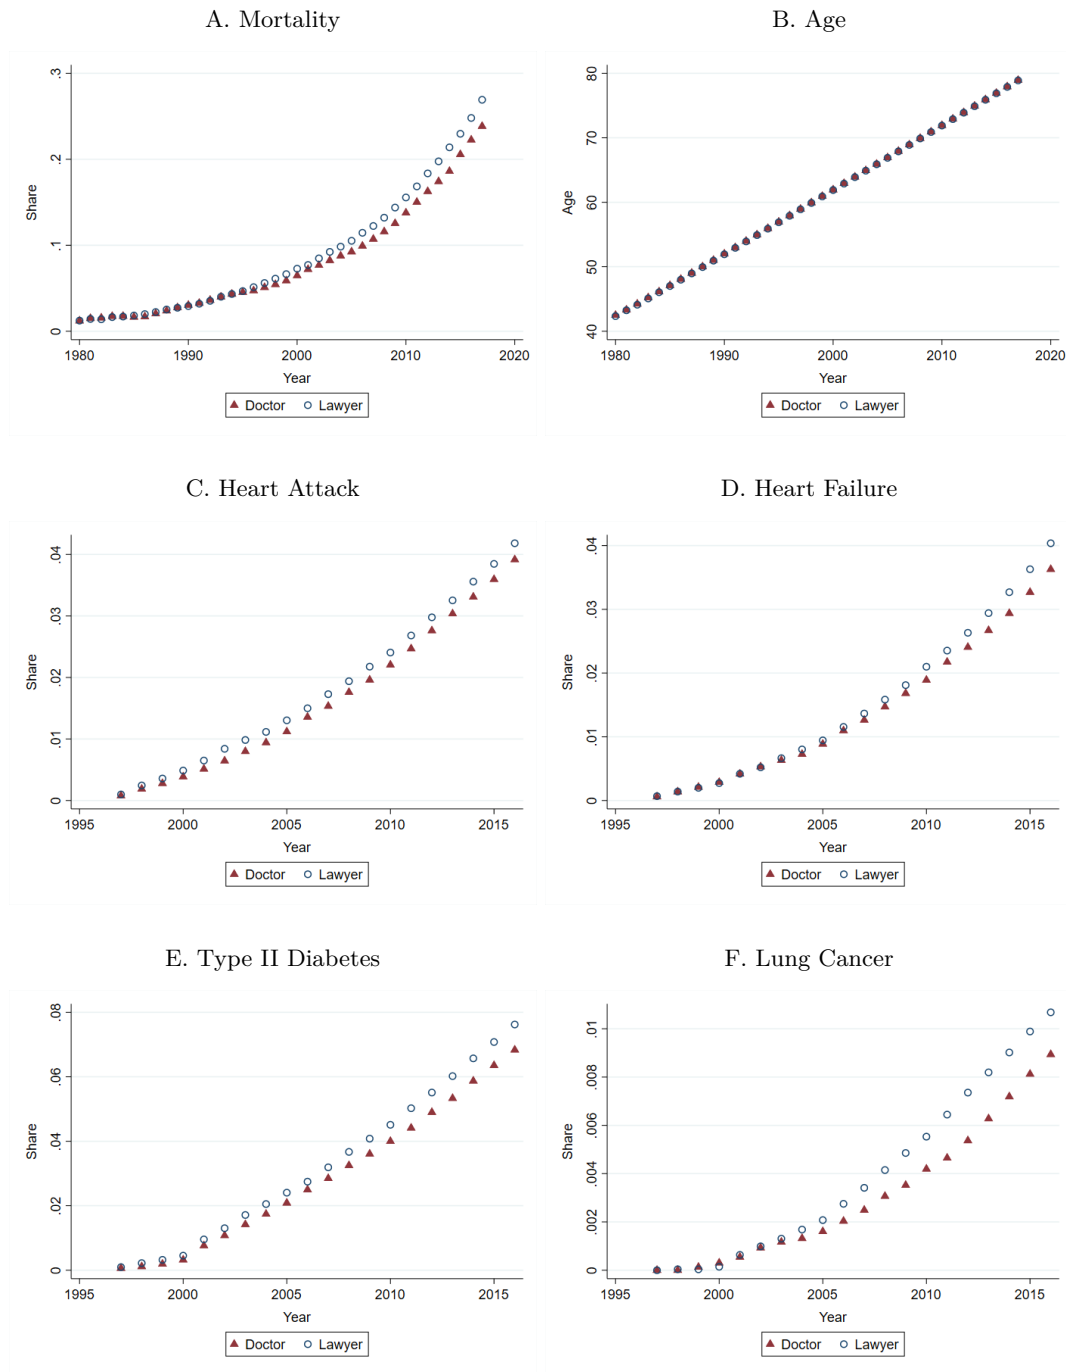 A. Mortality
Share
.3
.2
.1
0
1980 1990 2000 2010 2020
Year
Doctor Lawyer
B. Age
Age
80
70
60
50
40
1980 1990 2000 2010 2020
Year
Doctor Lawyer
C. Heart Attack
Share
.04
.03
.02
.01
0
1995 2000 2005 2010 2015
Year
Doctor Lawyer
D. Heart Failure
Share
.04
.03
.02
.01
0
1995 2000 2005 2010 2015
Year
Doctor Lawyer
E. Type II Diabetes
Share
.08
.06
.04
.02
0
1995 2000 2005 2010 2015
Year
Doctor Lawyer
F. Lung Cancer
Share
.01
.008
.006
.004
.002
0
1995 2000 2005 2010 2015
Year
Doctor Lawyer